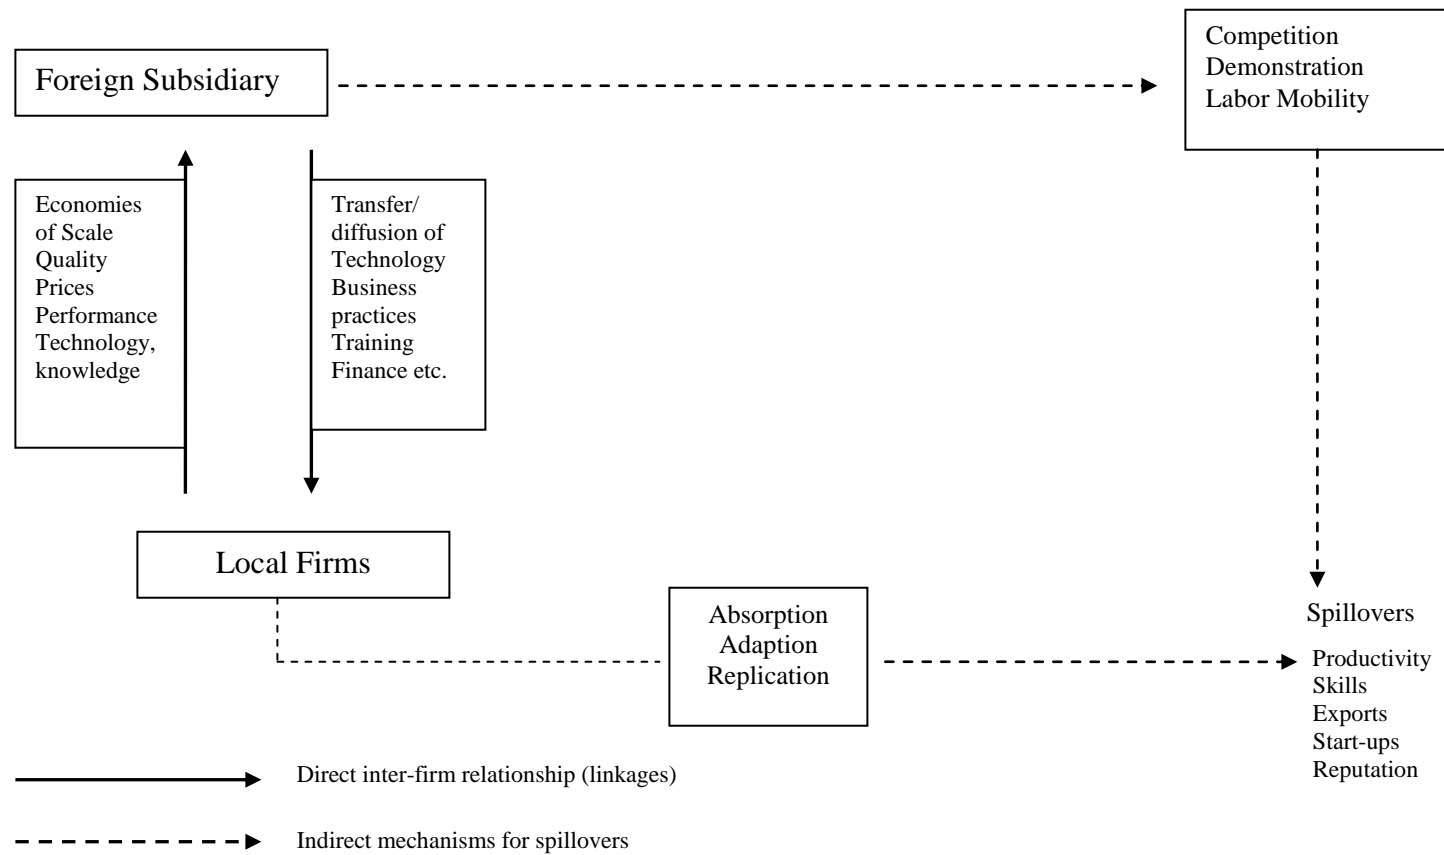 Foreign Subsidiary
Competition
Demonstration
Labor Mobility
Economies
of Scale
Quality
Prices
Performance
Technology,
knowledge
Transfer/
diffusion of
Technology
Business
practices
Training
Finance etc.
Local Firms
Absorption
Adaption
Replication
Spillovers
Productivity
Skills
Exports
Start-ups
Reputation
Direct inter-firm relationship (linkages)
Indirect mechanisms for spillovers